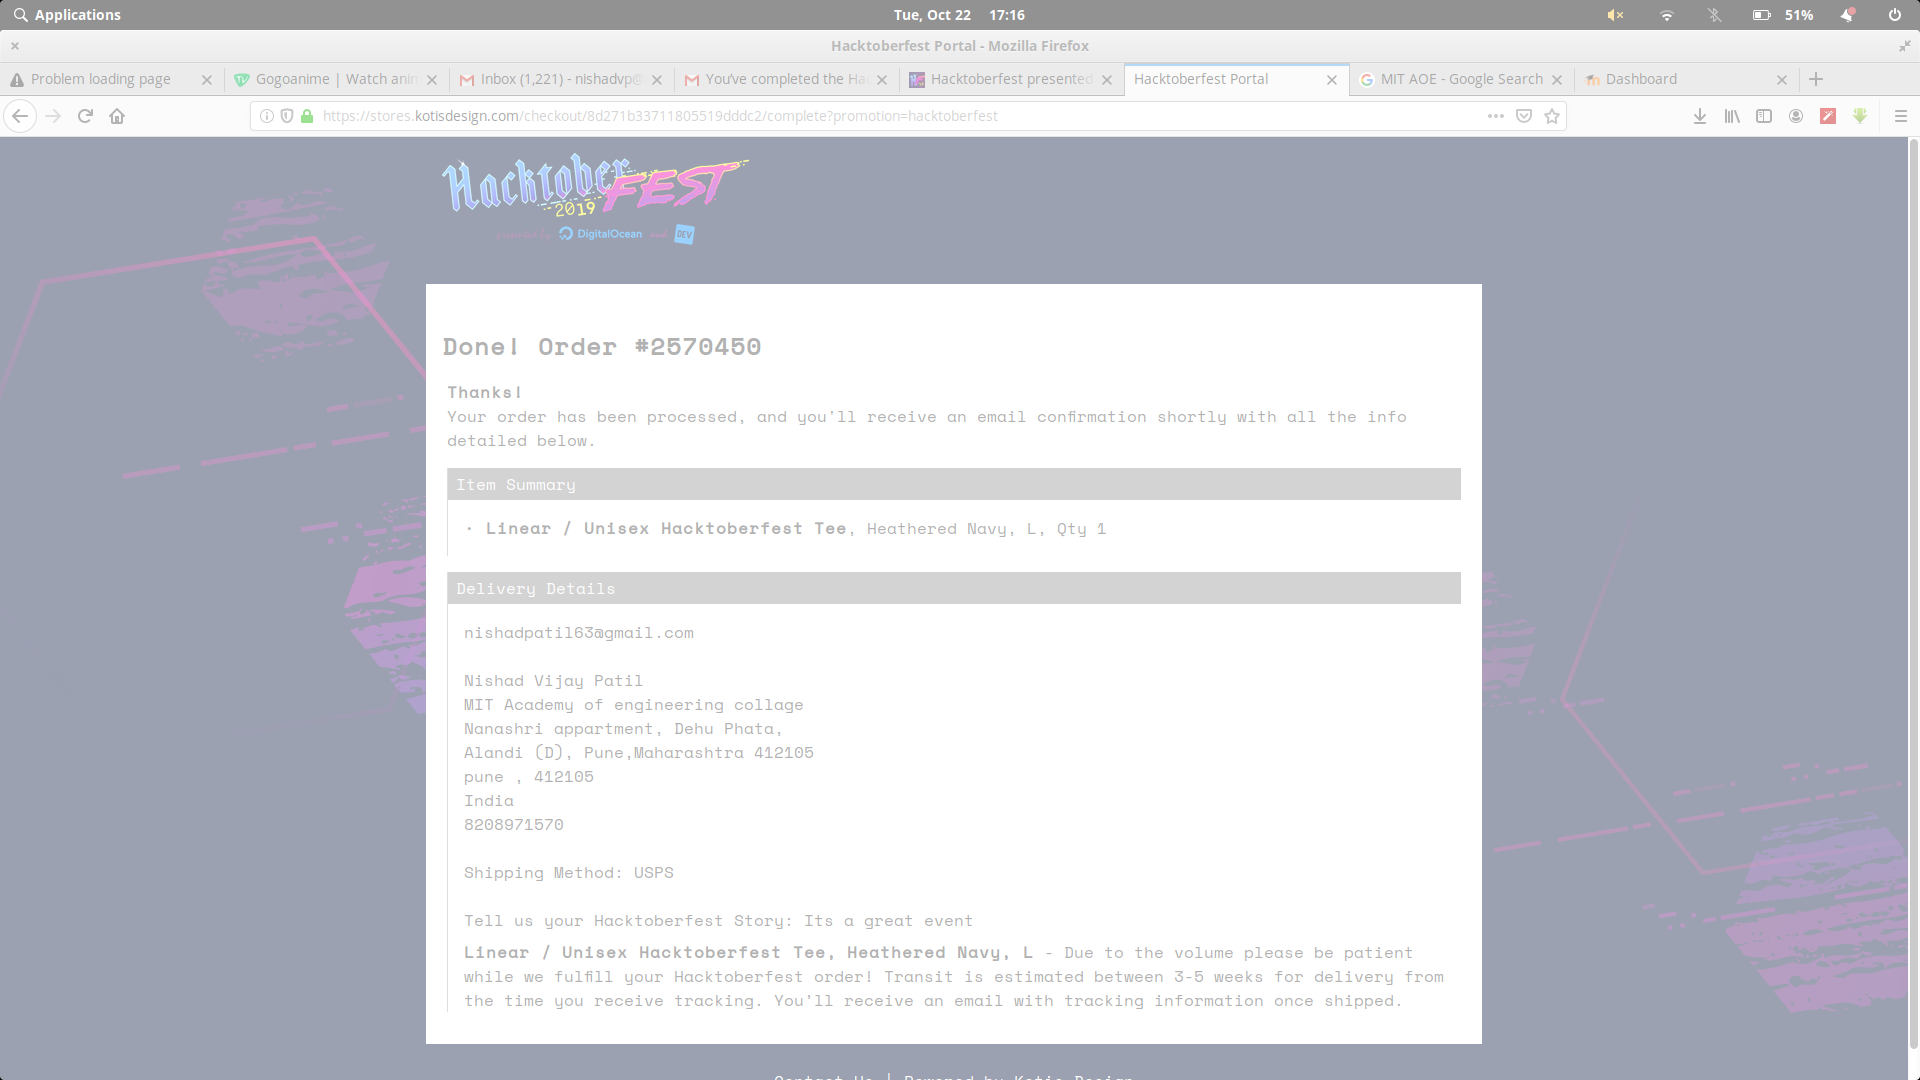 Applications
Tue, Oct 22 17:16
51%
Hacktoberfest Portal - Mozilla Firefox
Problem loading page
Gogoanime | Watch ani
Inbox (1,221) - nishadvp@
You've completed the Ha
Hacktoberfest presented
Hacktoberfest Portal
MIT AOE - Google Search
Dashboard
https://stores.kotisdesign.com/checkout/8d271b33711805519dddc2/complete?promotion=hacktoberfest
Hacktober FEST
2019
presented by DigitalOcean and DEV
Done! Order #2570450
Thanks!
Your order has been processed, and you'll receive an email confirmation shortly with all the info
detailed below.
Item Summary
· Linear / Unisex Hacktoberfest Tee, Heathered Navy, L, Qty 1
Delivery Details
nishadpatil63@gmail.com
Nishad Vijay Patil
MIT Academy of engineering collage
Nanashri appartment, Dehu Phata,
Alandi (D), Pune,Maharashtra 412105
pune , 412105
India
8208971570
Shipping Method: USPS
Tell us your Hacktoberfest Story: Its a great event
Linear / Unisex Hacktoberfest Tee, Heathered Navy, L - Due to the volume please be patient
while we fulfill your Hacktoberfest order! Transit is estimated between 3-5 weeks for delivery from
the time you receive tracking. You'll receive an email with tracking information once shipped.
Contact Us | Powered by Kotis Design